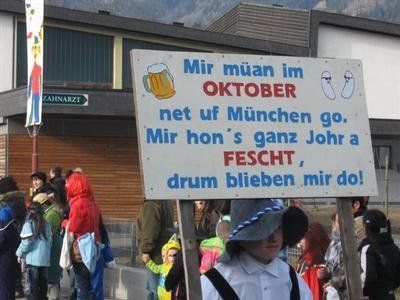 ZAHNARZT
Mir müan im
OKTOBER
net uf München go.
Mir hon´s ganz Johr a
FESCHT,
drum blieben mir do!